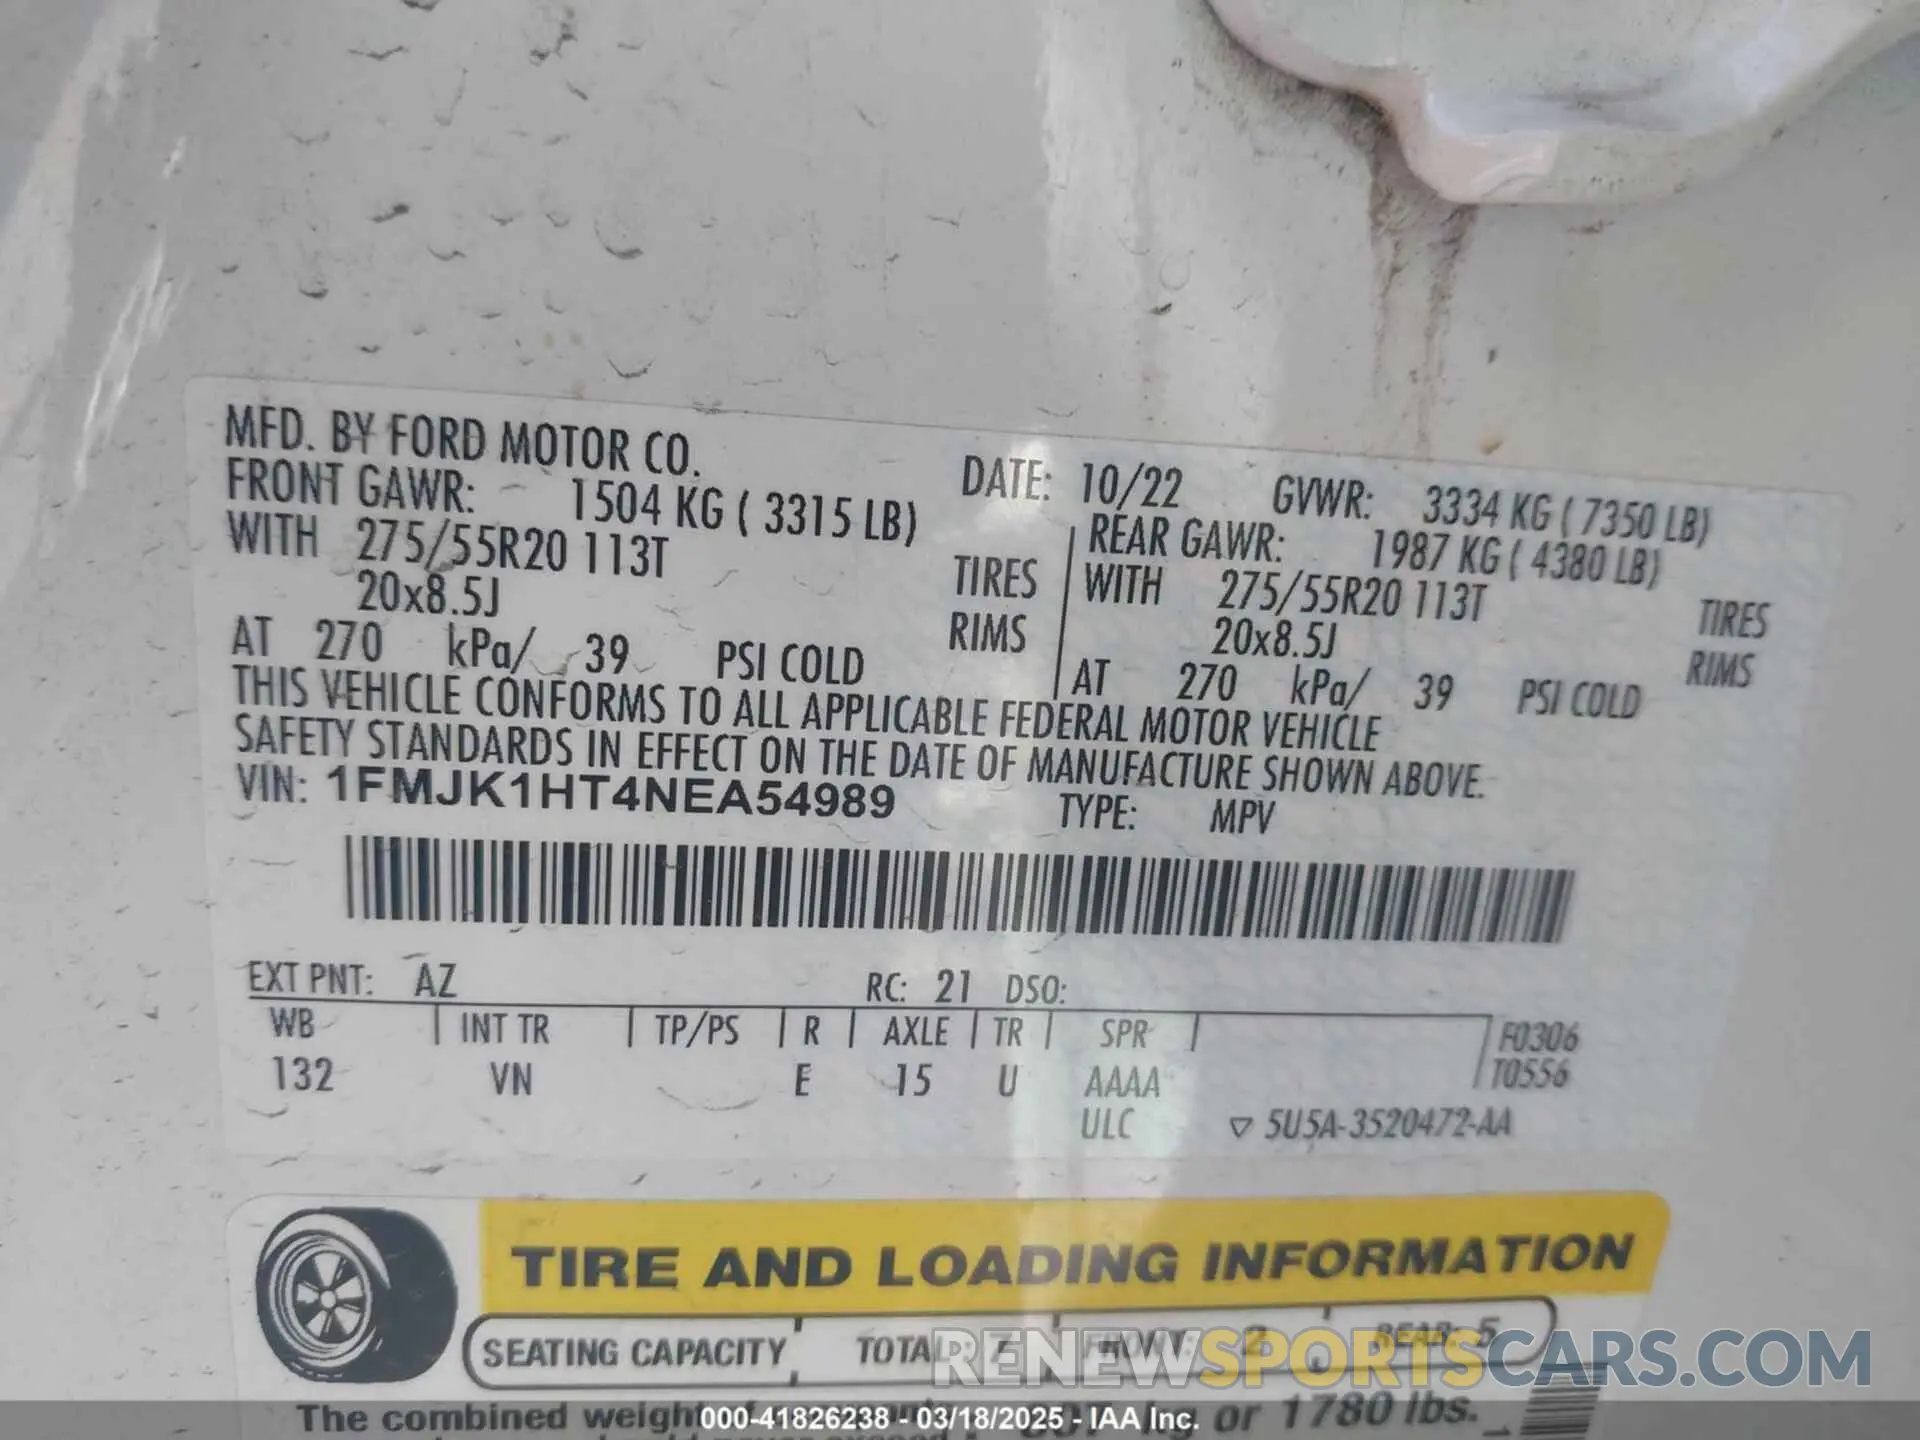 MFD. BY FORD MOTOR CO. DATE: 10/22 GVWR: 3334 KG ( 7350 LB)
FRONT GAWR: 1504 KG ( 3315 LB) REAR GAWR: 1987 KG ( 4380 LB)
WITH 275/55R20 113T TIRES WITH 275/55R20 113T TIRES
20x8.5J RIMS 20x8.5J RIMS
AT 270 kPa/ 39 PSI COLD AT 270 kPa/ 39 PSI COLD
THIS VEHICLE CONFORMS TO ALL APPLICABLE FEDERAL MOTOR VEHICLE
SAFETY STANDARDS IN EFFECT ON THE DATE OF MANUFACTURE SHOWN ABOVE.
VIN: 1FMJK1HT4NEA54989 TYPE: MPV
EXT PNT: AZ RC: 21 DSO:
WB INT TR TP/PS R AXLE TR SPR F0306
132 VN E 15 U AAAA T0556
ULC ▽ 5U5A-3520472-AA
TIRE AND LOADING INFORMATION
SEATING CAPACITY TOTAL: 7 FRONT: 2 REAR: 5
RENEWSPORTSCARS.COM
The combined weight kg or 1780 lbs.
000-41826238 - 03/18/2025 - IAA Inc.